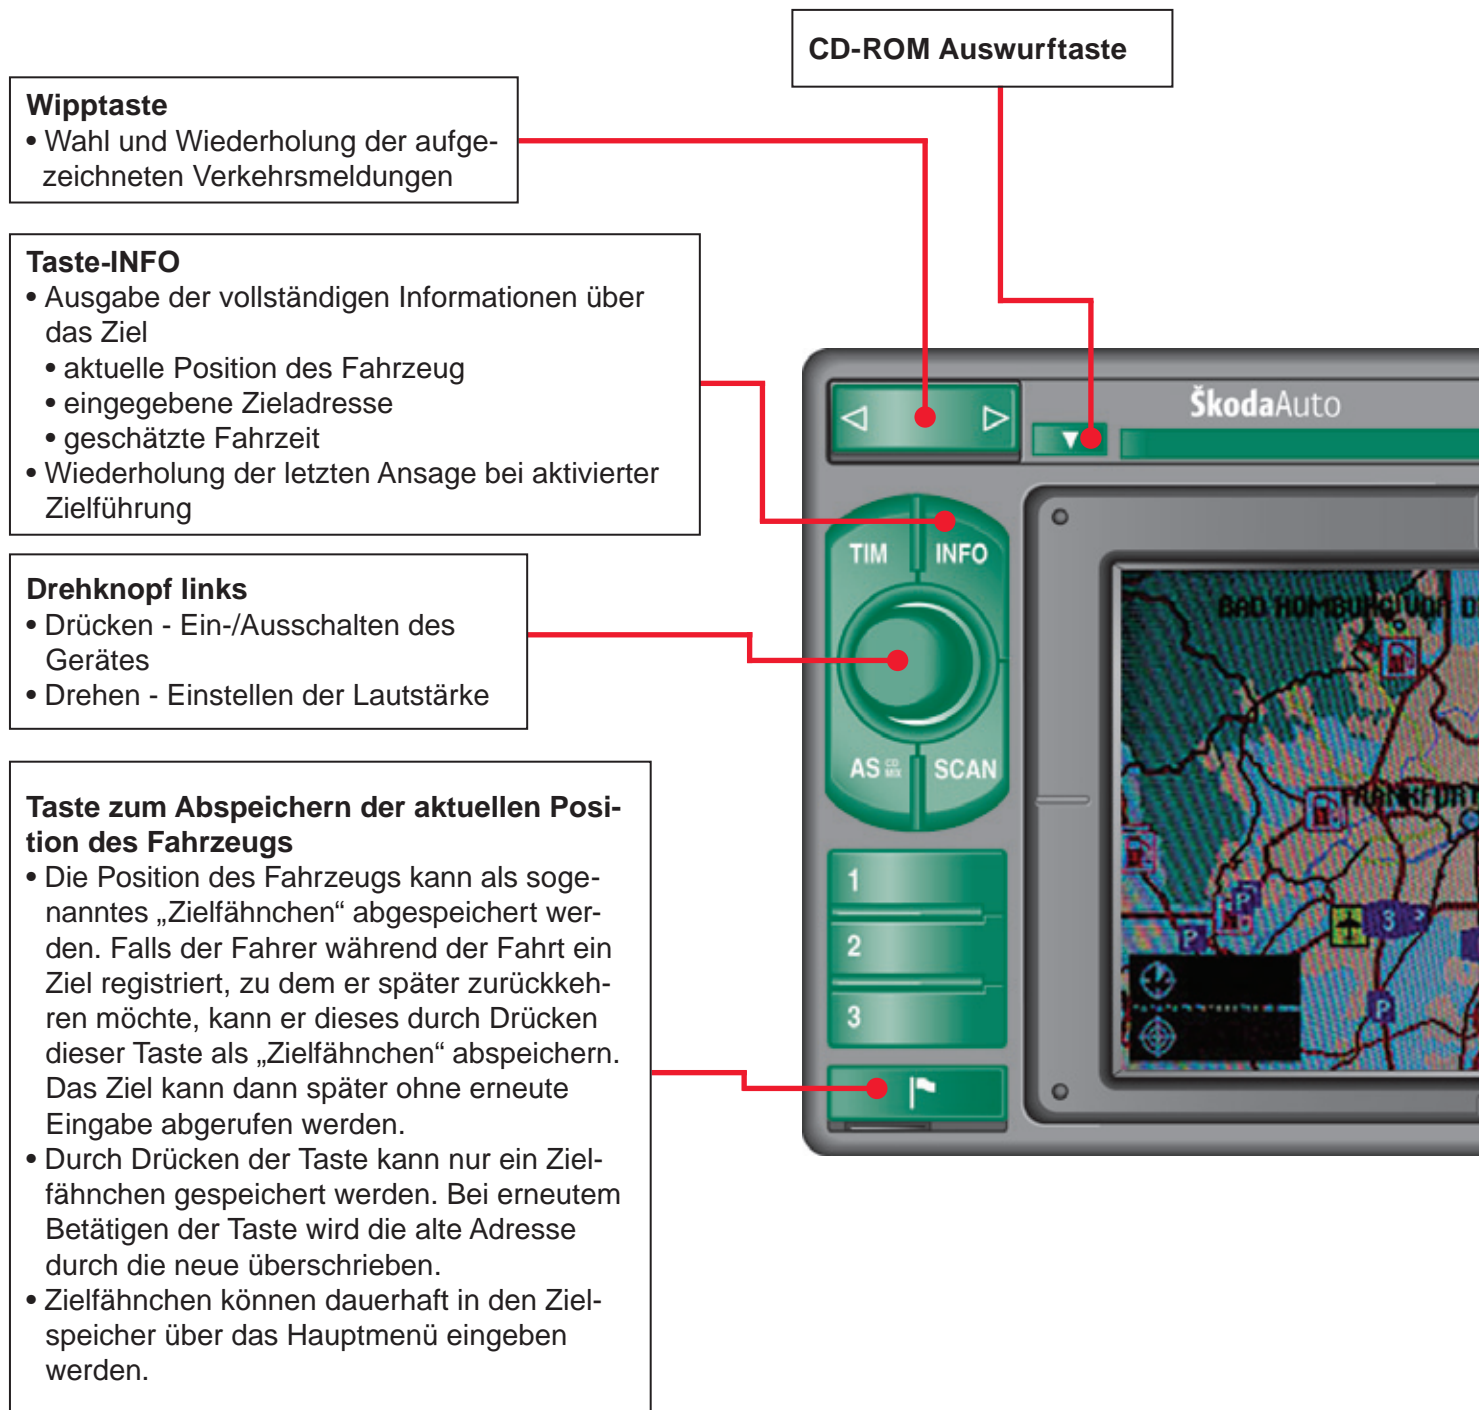 CD-ROM Auswurftaste
Wipptaste
• Wahl und Wiederholung der aufge-
zeichneten Verkehrsmeldungen
Taste-INFO
• Ausgabe der vollständigen Informationen über
das Ziel
• aktuelle Position des Fahrzeug
• eingegebene Zieladresse
• geschätzte Fahrzeit
• Wiederholung der letzten Ansage bei aktivierter
Zielführung
Drehknopf links
• Drücken - Ein-/Ausschalten des
Gerätes
• Drehen - Einstellen der Lautstärke
Taste zum Abspeichern der aktuellen Posi-
tion des Fahrzeugs
• Die Position des Fahrzeugs kann als soge-
nanntes „Zielfähnchen“ abgespeichert wer-
den. Falls der Fahrer während der Fahrt ein
Ziel registriert, zu dem er später zurückkeh-
ren möchte, kann er dieses durch Drücken
dieser Taste als „Zielfähnchen“ abspeichern.
Das Ziel kann dann später ohne erneute
Eingabe abgerufen werden.
• Durch Drücken der Taste kann nur ein Ziel-
fähnchen gespeichert werden. Bei erneutem
Betätigen der Taste wird die alte Adresse
durch die neue überschrieben.
• Zielfähnchen können dauerhaft in den Ziel-
speicher über das Hauptmenü eingeben
werden.
ŠkodaAuto
TIM INFO
AS CD MIX SCAN
1
2
3
BAD HOMBURG VOR D
FRANKFURT
P
3
P
P